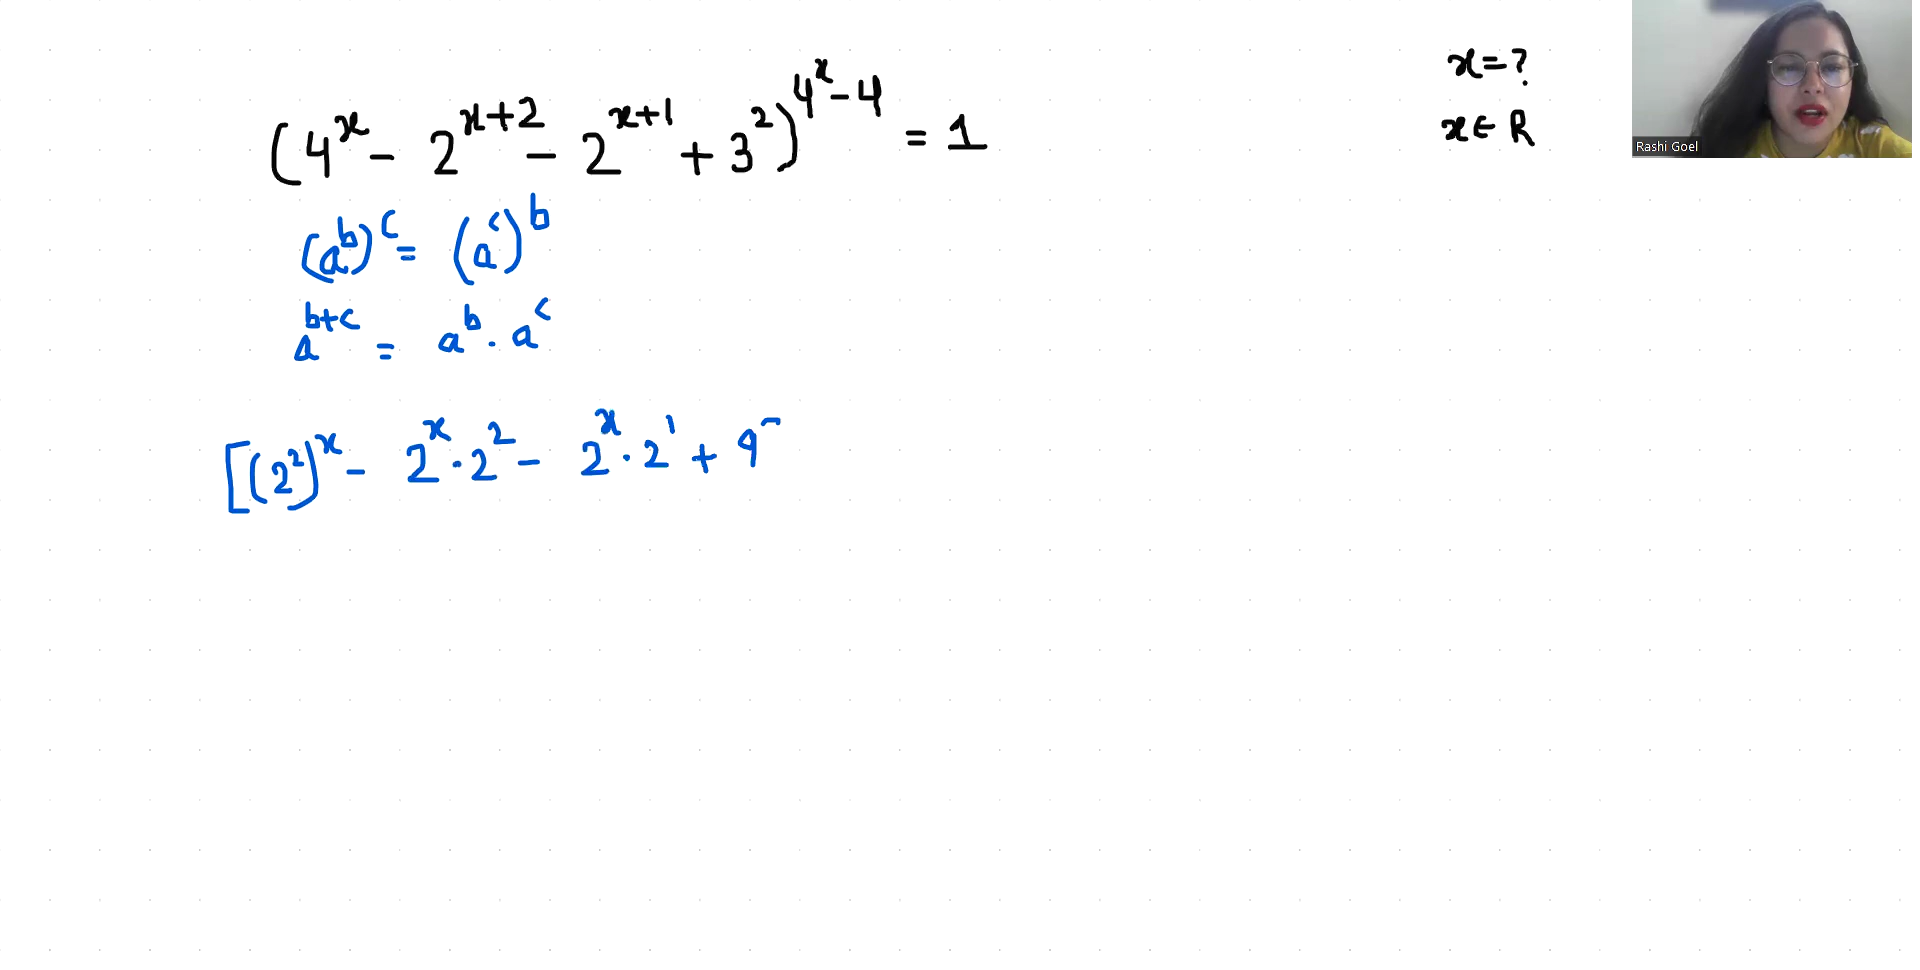 x=?
(4^x - 2^{x+2} - 2^{x+1} + 3^2)^{4^x-4} = 1
x∈R
Rashi Goel
(a^b)^c = (a^c)^b
a^{b+c} = a^b · a^c
[(2^2)^x - 2^x · 2^2 - 2^x · 2^1 + 9